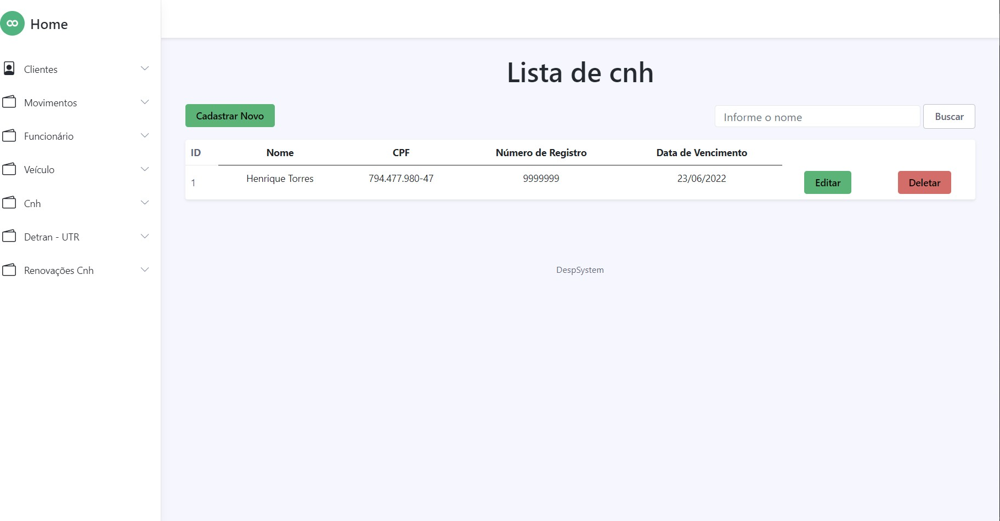 Home
Clientes
Movimentos
Funcionário
Veículo
Cnh
Detran - UTR
Renovações Cnh
Lista de cnh
Cadastrar Novo
Informe o nome Buscar
ID Nome CPF Número de Registro Data de Vencimento
1 Henrique Torres 794.477.980-47 9999999 23/06/2022 Editar Deletar
DespSystem